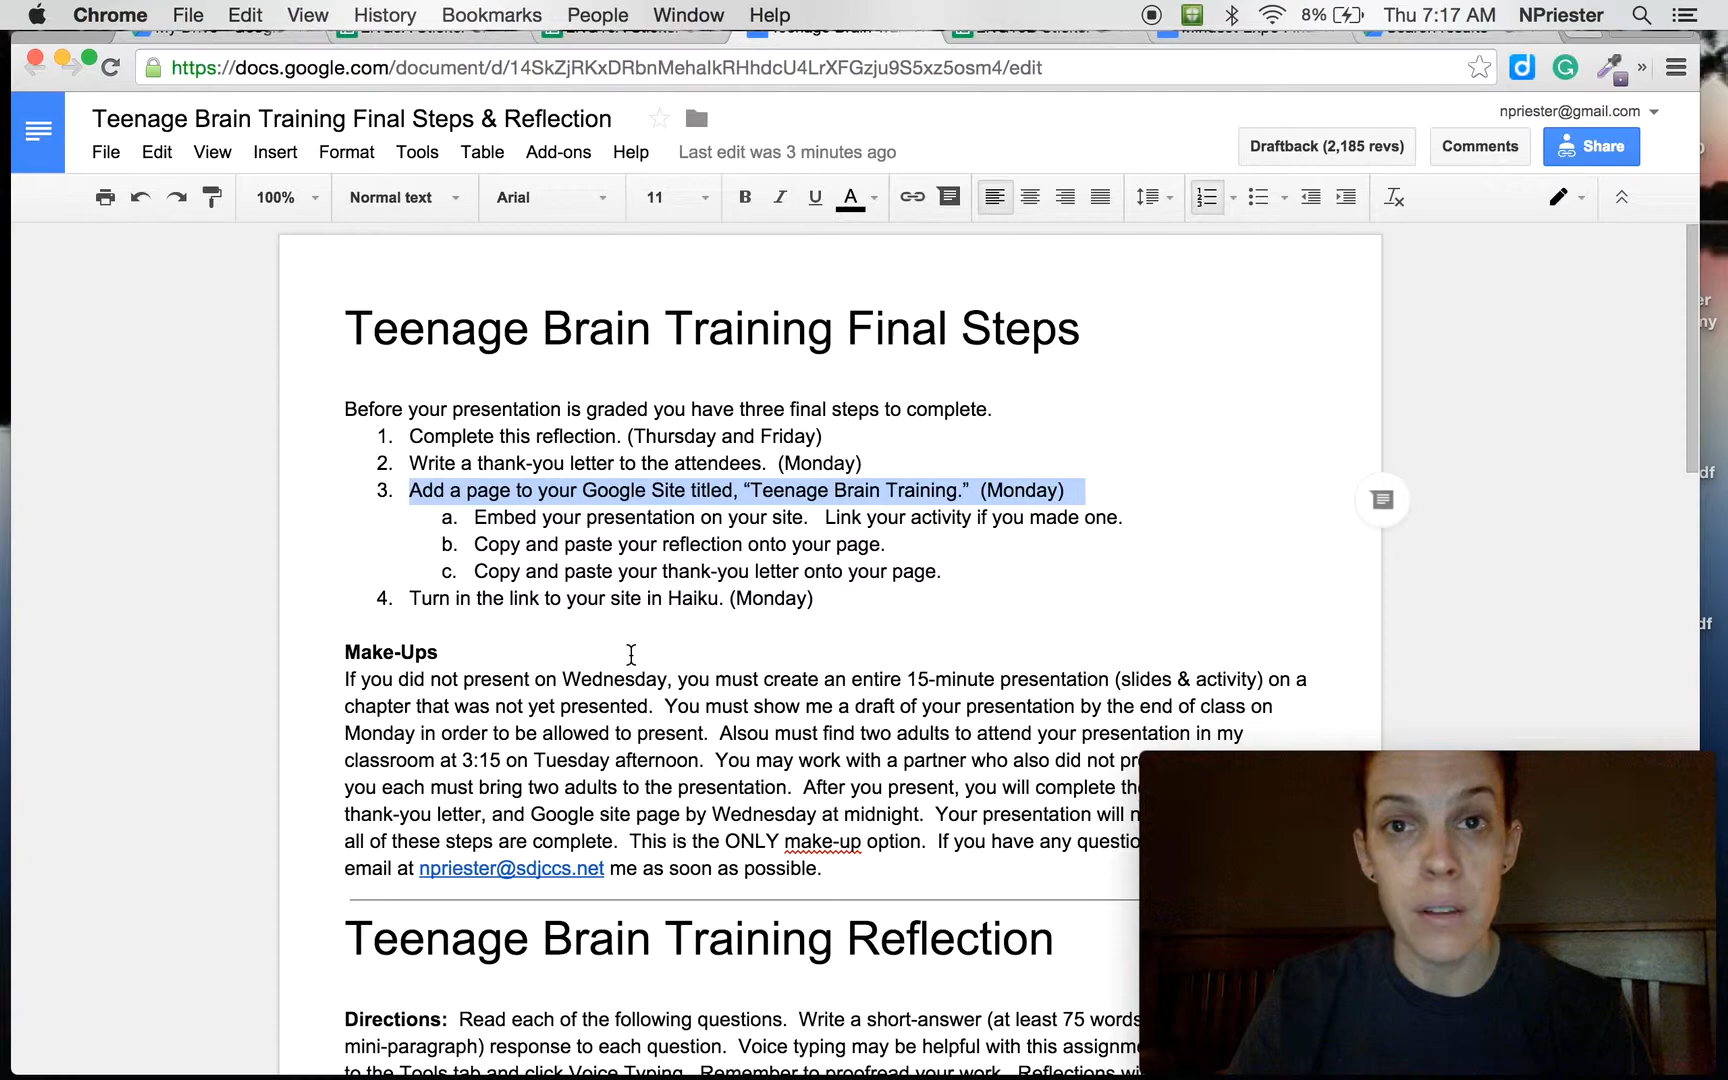 Chrome File Edit View History Bookmarks People Window Help 8% Thu 7:17 AM NPriester
https://docs.google.com/document/d/14SkZjRKxDRbnMehalkRHhdcU4LrXFGzju9S5xz5osm4/edit
Teenage Brain Training Final Steps & Reflection
npriester@gmail.com
File Edit View Insert Format Tools Table Add-ons Help Last edit was 3 minutes ago
Draftback (2,185 revs) Comments Share
100% Normal text Arial 11 B I U A
Teenage Brain Training Final Steps
Before your presentation is graded you have three final steps to complete.
1. Complete this reflection. (Thursday and Friday)
2. Write a thank-you letter to the attendees. (Monday)
3. Add a page to your Google Site titled, “Teenage Brain Training.” (Monday)
a. Embed your presentation on your site. Link your activity if you made one.
b. Copy and paste your reflection onto your page.
c. Copy and paste your thank-you letter onto your page.
4. Turn in the link to your site in Haiku. (Monday)
Make-Ups
If you did not present on Wednesday, you must create an entire 15-minute presentation (slides & activity) on a
chapter that was not yet presented. You must show me a draft of your presentation by the end of class on
Monday in order to be allowed to present. Alsou must find two adults to attend your presentation in my
classroom at 3:15 on Tuesday afternoon. You may work with a partner who also did not
you each must bring two adults to the presentation. After you present, you will complete
thank-you letter, and Google site page by Wednesday at midnight. Your presentation will
all of these steps are complete. This is the ONLY make-up option. If you have any
email at npriester@sdjccs.net me as soon as possible.
Teenage Brain Training Reflection
Directions: Read each of the following questions. Write a short-answer (at least 75 words
mini-paragraph) response to each question. Voice typing may be helpful with this
to the Tools tab and click Voice Typing. Remember to proofread your work. Reflections